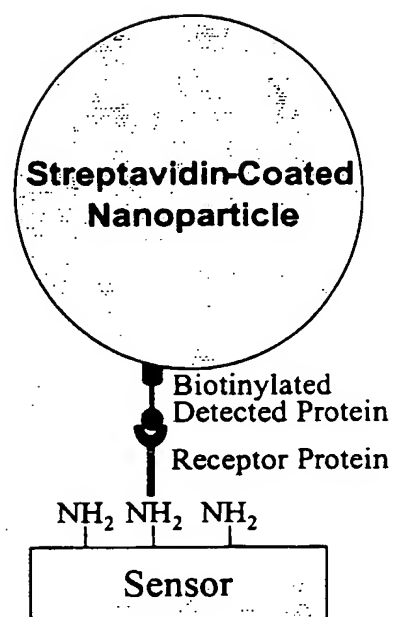 Streptavidin-Coated
Nanoparticle
Biotinylated
Detected Protein
Receptor Protein
NH2 NH2 NH2
Sensor